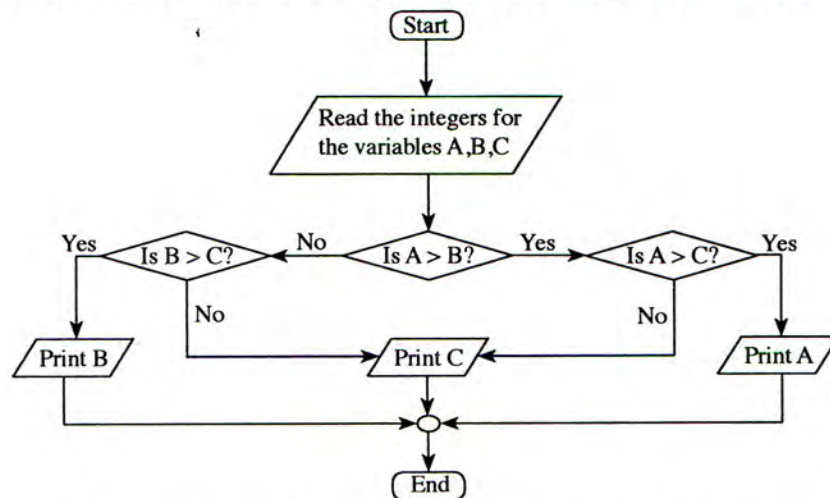 Start
Read the integers for
the variables A,B,C
Yes
Is B > C?
No
Is A > B?
Yes
Is A > C?
Yes
No
No
Print B
Print C
Print A
End